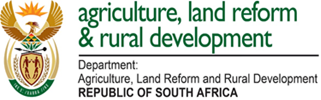 agriculture, land reform
& rural development
Department:
Agriculture, Land Reform and Rural Development
REPUBLIC OF SOUTH AFRICA